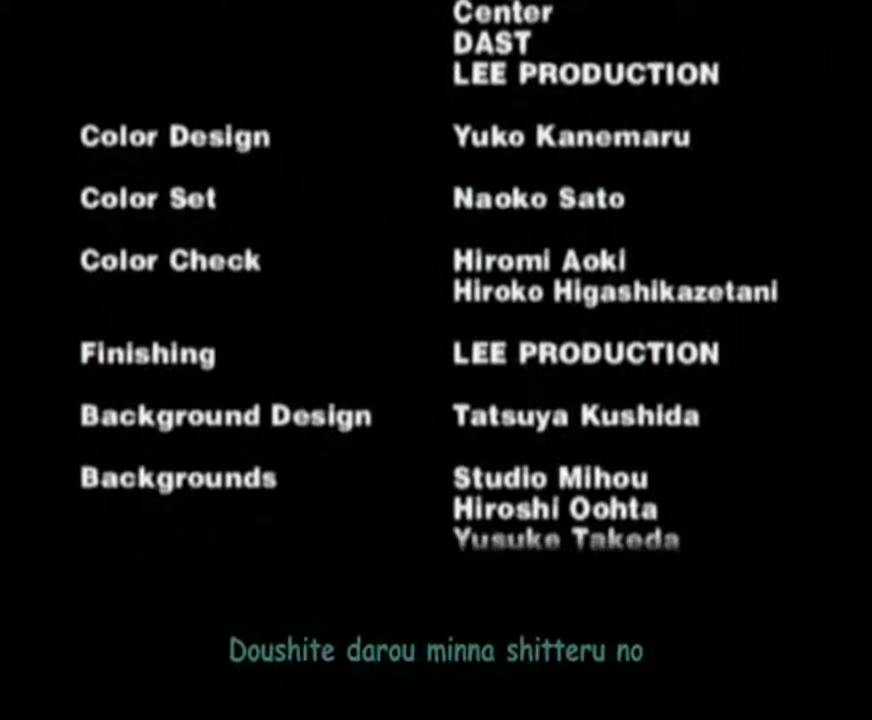 Center
DAST
LEE PRODUCTION
Color Design Yuko Kanemaru
Color Set Naoko Sato
Color Check Hiromi Aoki
Hiroko Higashikazetani
Finishing LEE PRODUCTION
Background Design Tatsuya Kushida
Backgrounds Studio Mihou
Hiroshi Oohta
Yusuke Takeda
Doushite darou minna shitteru no